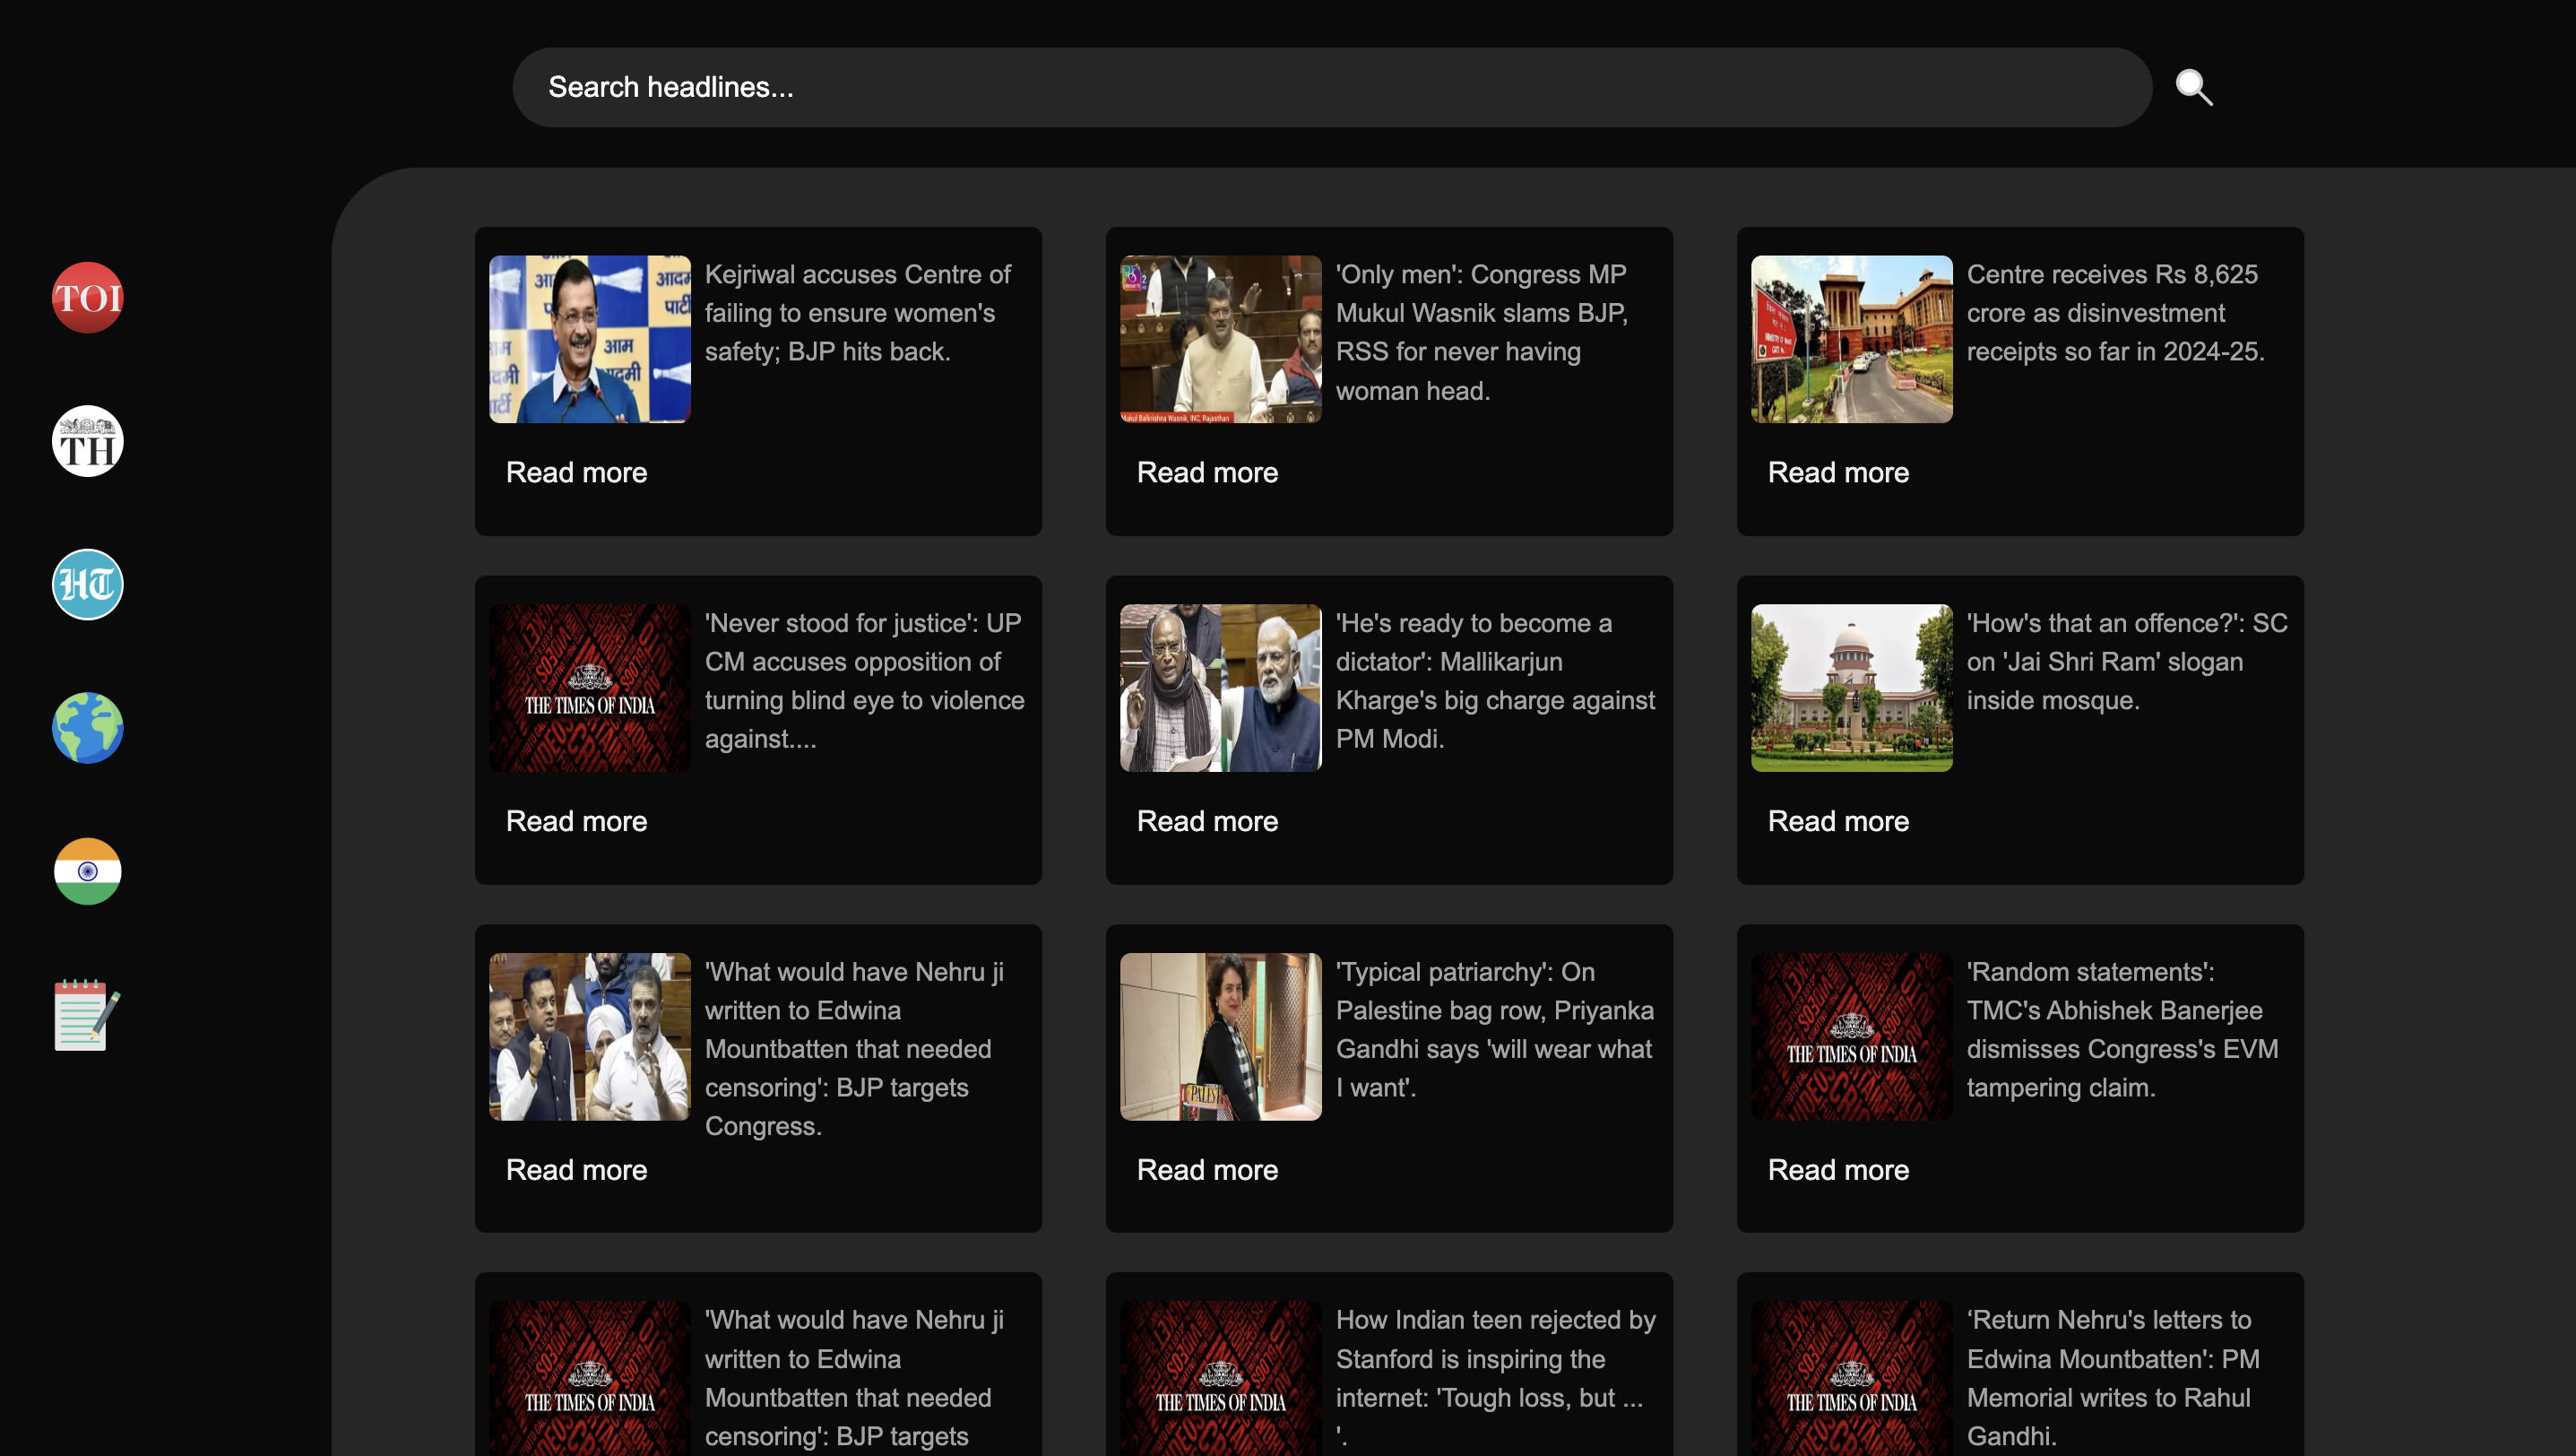 Search headlines...
TOI
TH
HT
Kejriwal accuses Centre of
failing to ensure women's
safety; BJP hits back.
Read more
'Only men': Congress MP
Mukul Wasnik slams BJP,
RSS for never having
woman head.
Mukul Balkrishna Wasnik, INC, Rajasthan
Read more
Centre receives Rs 8,625
crore as disinvestment
receipts so far in 2024-25.
Read more
THE TIMES OF INDIA
'Never stood for justice': UP
CM accuses opposition of
turning blind eye to violence
against....
Read more
'He's ready to become a
dictator': Mallikarjun
Kharge's big charge against
PM Modi.
Read more
'How's that an offence?': SC
on 'Jai Shri Ram' slogan
inside mosque.
Read more
'What would have Nehru ji
written to Edwina
Mountbatten that needed
censoring': BJP targets
Congress.
Read more
'Typical patriarchy': On
Palestine bag row, Priyanka
Gandhi says 'will wear what
I want'.
Read more
THE TIMES OF INDIA
'Random statements':
TMC's Abhishek Banerjee
dismisses Congress's EVM
tampering claim.
Read more
THE TIMES OF INDIA
'What would have Nehru ji
written to Edwina
Mountbatten that needed
censoring': BJP targets
THE TIMES OF INDIA
How Indian teen rejected by
Stanford is inspiring the
internet: 'Tough loss, but ...
'.
THE TIMES OF INDIA
‘Return Nehru's letters to
Edwina Mountbatten': PM
Memorial writes to Rahul
Gandhi.